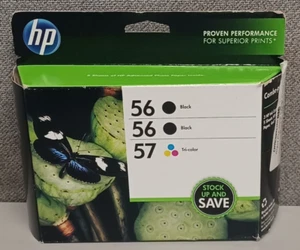 hp
PROVEN PERFORMANCE
FOR SUPERIOR PRINTS*
56 Black
56 Black
57 Tri-color
STOCK
UP AND
SAVE